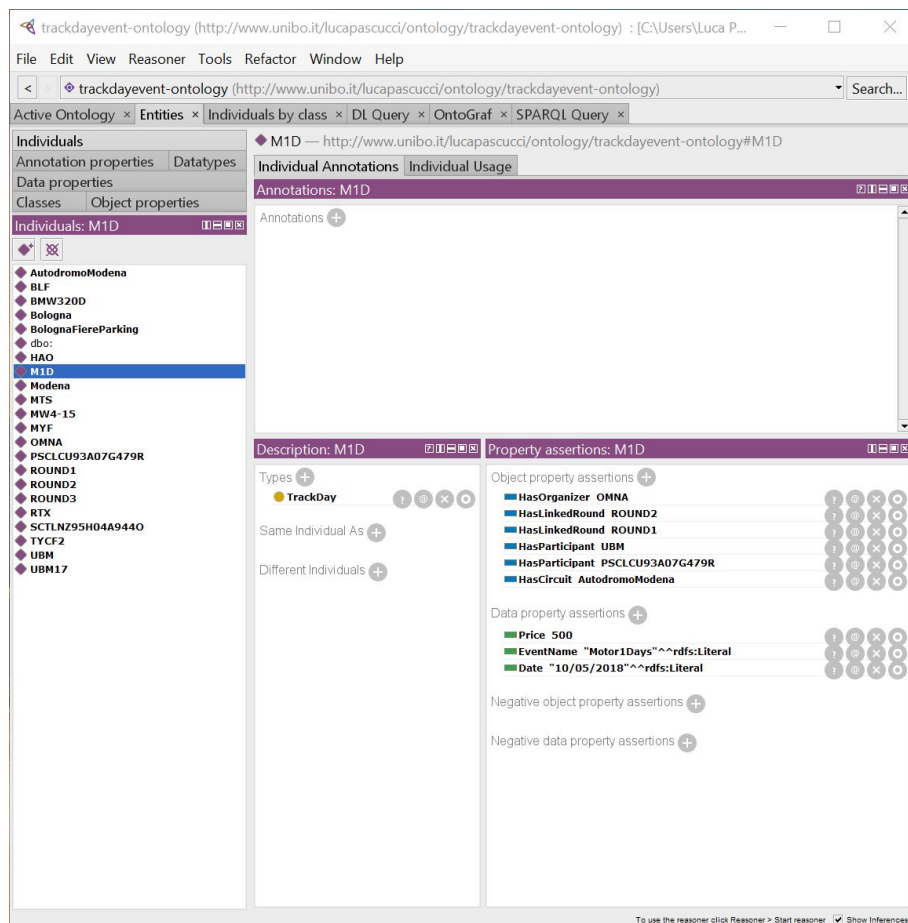 trackdayevent-ontology (http://www.unibo.it/lucapascucci/ontology/trackdayevent-ontology) : [C:\Users\Luca P...
File Edit View Reasoner Tools Refactor Window Help
< > trackdayevent-ontology (http://www.unibo.it/lucapascucci/ontology/trackdayevent-ontology) Search...
Active Ontology × Entities × Individuals by class × DL Query × OntoGraf × SPARQL Query ×
Individuals
Annotation properties Datatypes
Data properties
Classes Object properties
Individuals: M1D
AutodromoModena
BLF
BMW320D
Bologna
BolognaFiereParking
dbo:
HAO
M1D
Modena
MTS
MW4-15
MYF
OMNA
PSCLCU93A07G479R
ROUND1
ROUND2
ROUND3
RTX
SCTLNZ95H04A944O
TYCF2
UBM
UBM17
M1D — http://www.unibo.it/lucapascucci/ontology/trackdayevent-ontology#M1D
Individual Annotations Individual Usage
Annotations: M1D
Annotations
Description: M1D
Types
TrackDay
Same Individual As
Different Individuals
Property assertions: M1D
Object property assertions
HasOrganizer OMNA
HasLinkedRound ROUND2
HasLinkedRound ROUND1
HasParticipant UBM
HasParticipant PSCLCU93A07G479R
HasCircuit AutodromoModena
Data property assertions
Price 500
EventName "Motor1Days"^^rdfs:Literal
Date "10/05/2018"^^rdfs:Literal
Negative object property assertions
Negative data property assertions
To use the reasoner click Reasoner > Start reasoner Show Inferences